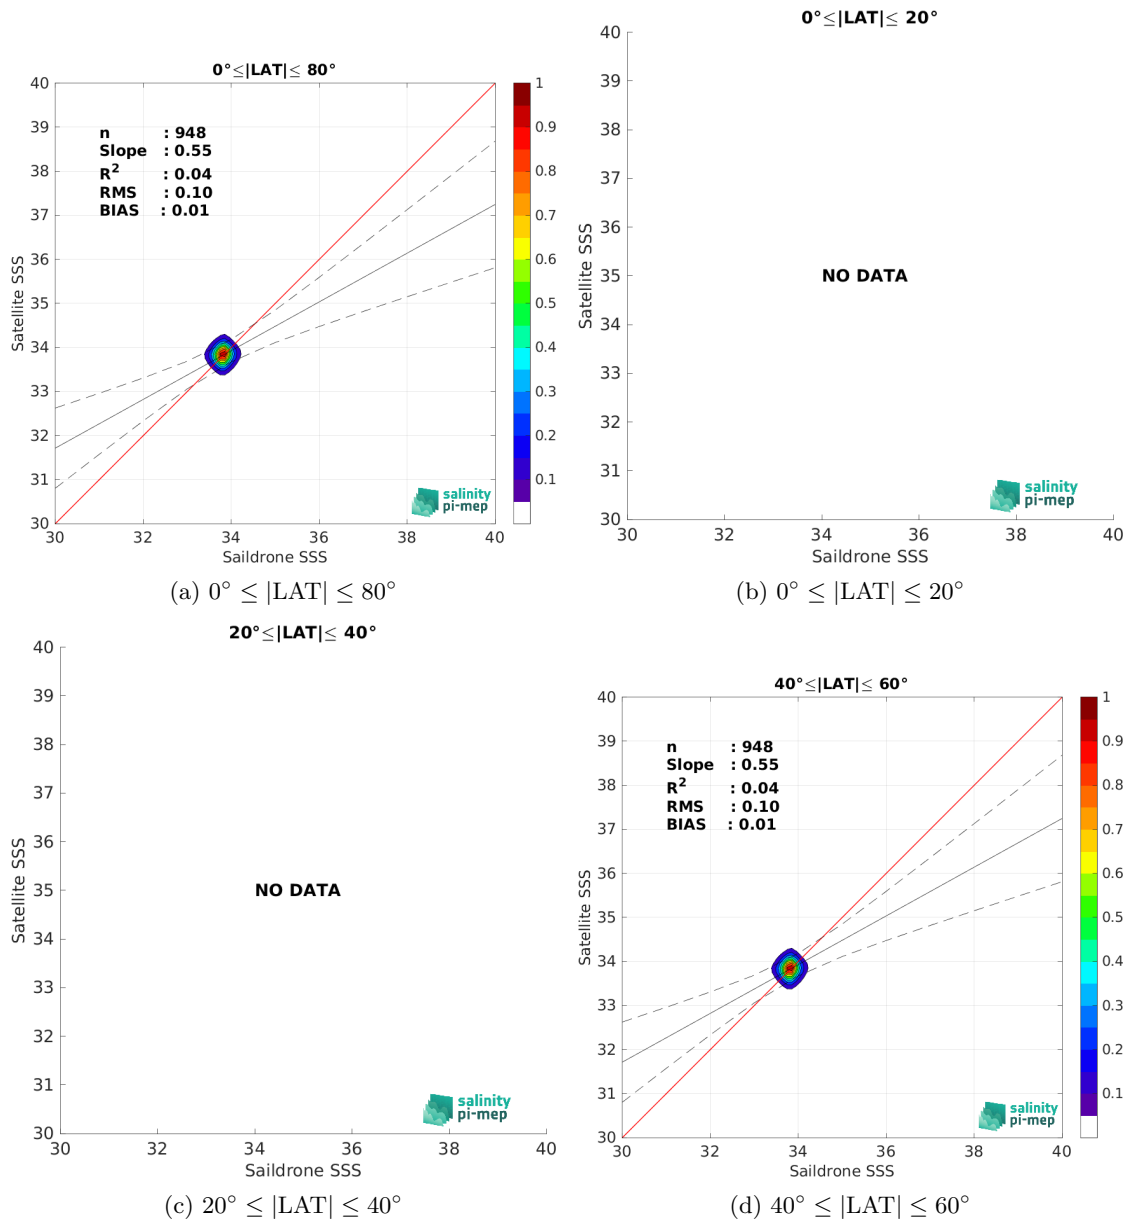 0°≤|LAT|≤ 80°
40
39
38
37
36
35
34
33
32
31
30
30
32
34
36
38
40
Satellite SSS
Saildrone SSS
n : 948
Slope : 0.55
R² : 0.04
RMS : 0.10
BIAS : 0.01
1
0.9
0.8
0.7
0.6
0.5
0.4
0.3
0.2
0.1
salinity
pi-mep
(a) 0° ≤ |LAT| ≤ 80°
0°≤|LAT|≤ 20°
40
39
38
37
36
35
34
33
32
31
30
30
32
34
36
38
40
Satellite SSS
Saildrone SSS
NO DATA
salinity
pi-mep
(b) 0° ≤ |LAT| ≤ 20°
20°≤|LAT|≤ 40°
40
39
38
37
36
35
34
33
32
31
30
30
32
34
36
38
40
Satellite SSS
Saildrone SSS
NO DATA
salinity
pi-mep
(c) 20° ≤ |LAT| ≤ 40°
40°≤|LAT|≤ 60°
40
39
38
37
36
35
34
33
32
31
30
30
32
34
36
38
40
Satellite SSS
Saildrone SSS
n : 948
Slope : 0.55
R² : 0.04
RMS : 0.10
BIAS : 0.01
1
0.9
0.8
0.7
0.6
0.5
0.4
0.3
0.2
0.1
salinity
pi-mep
(d) 40° ≤ |LAT| ≤ 60°